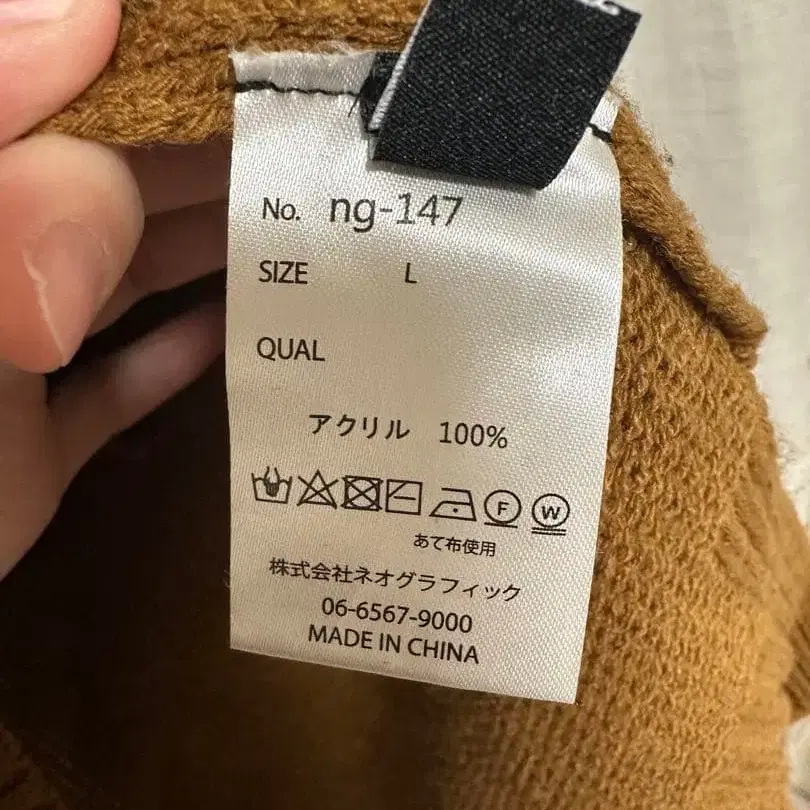 No. ng-147
SIZE L
QUAL
アクリル 100%
F W
あて布使用
株式会社ネオグラフィック
06-6567-9000
MADE IN CHINA